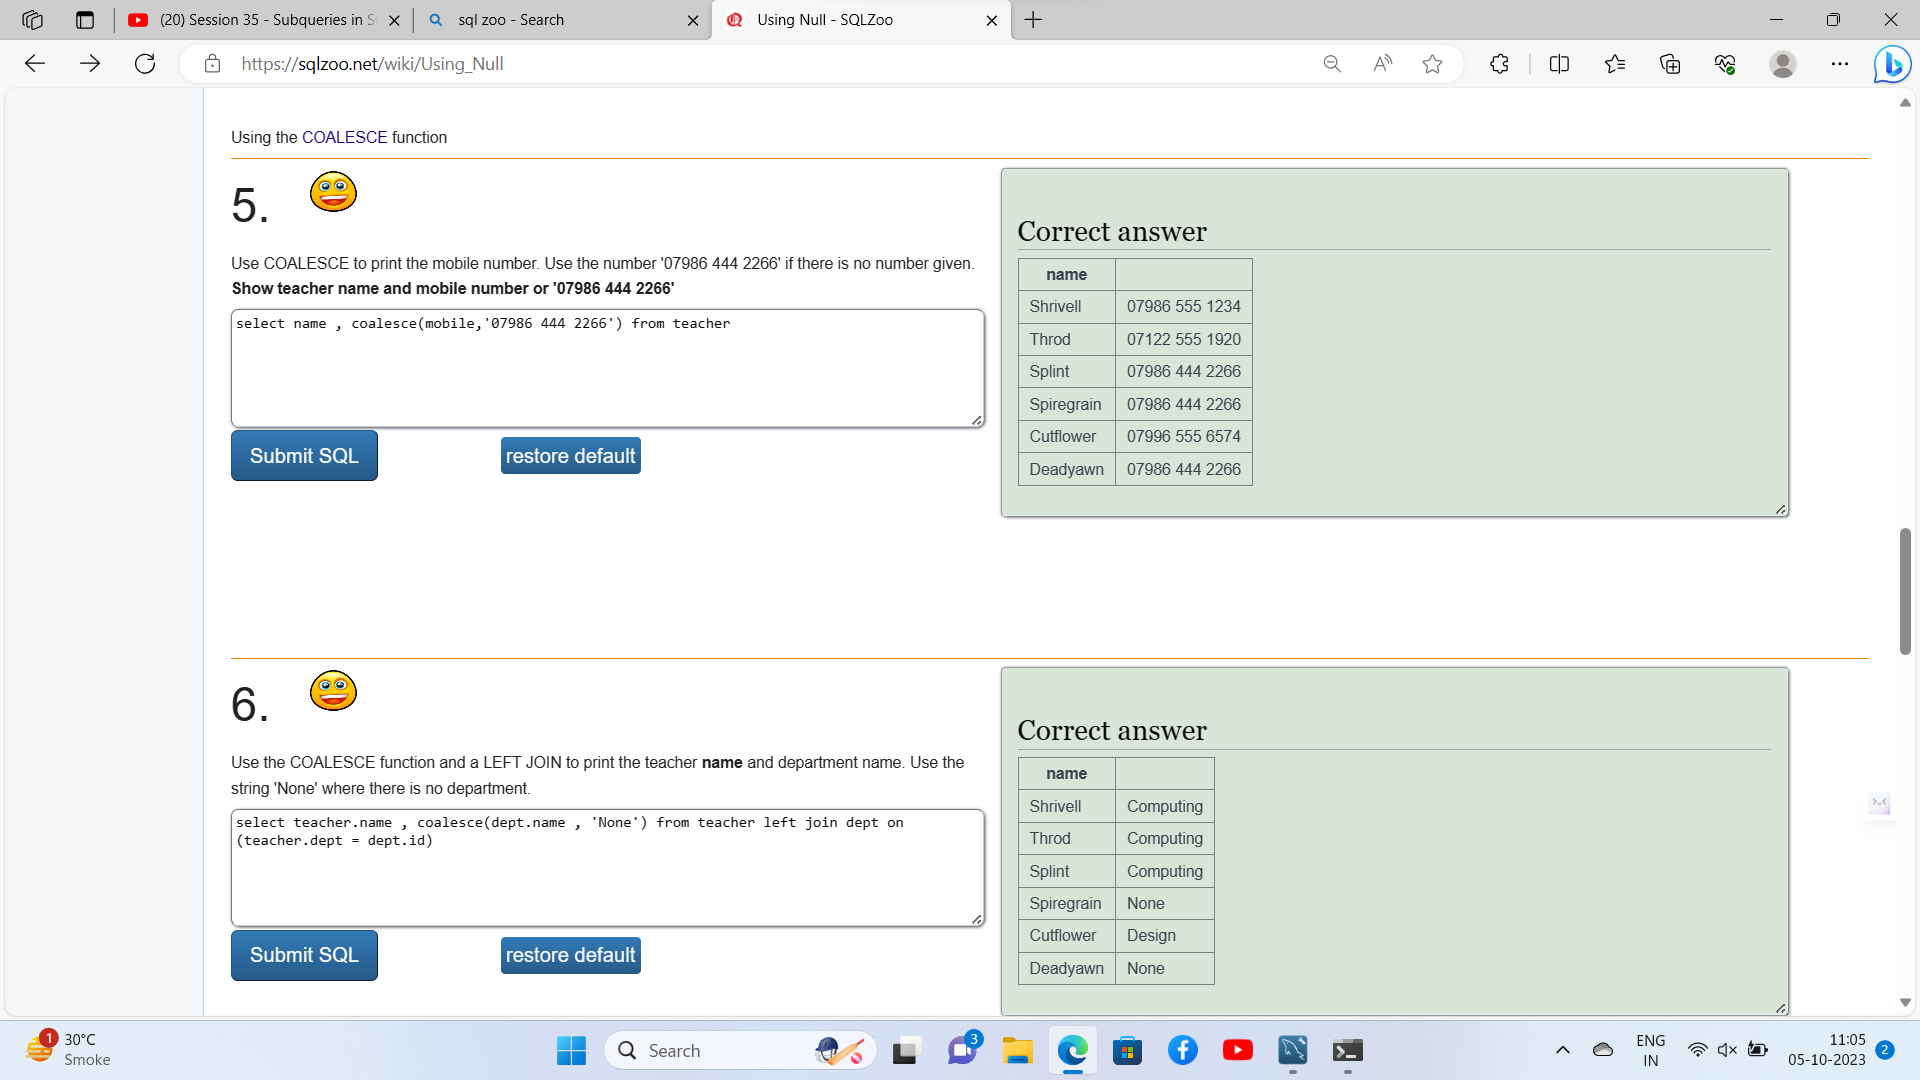 (20) Session 35 - Subqueries in S
sql zoo - Search
Using Null - SQLZoo
https://sqlzoo.net/wiki/Using_Null
Using the COALESCE function
5.
Use COALESCE to print the mobile number. Use the number '07986 444 2266' if there is no number given.
Show teacher name and mobile number or '07986 444 2266'
select name , coalesce(mobile,'07986 444 2266') from teacher
Submit SQL
restore default
Correct answer
name
Shrivell 07986 555 1234
Throd 07122 555 1920
Splint 07986 444 2266
Spiregrain 07986 444 2266
Cutflower 07996 555 6574
Deadyawn 07986 444 2266
6.
Use the COALESCE function and a LEFT JOIN to print the teacher name and department name. Use the
string 'None' where there is no department.
select teacher.name , coalesce(dept.name , 'None') from teacher left join dept on
(teacher.dept = dept.id)
Submit SQL
restore default
Correct answer
name
Shrivell Computing
Throd Computing
Splint Computing
Spiregrain None
Cutflower Design
Deadyawn None
1
30°C
Smoke
Search
3
ENG
IN
11:05
05-10-2023
2